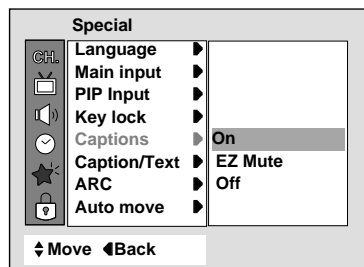 Special
CH.
Language
Main input
PIP Input
Key lock
Captions On
Caption/Text EZ Mute
ARC Off
Auto move
Move Back